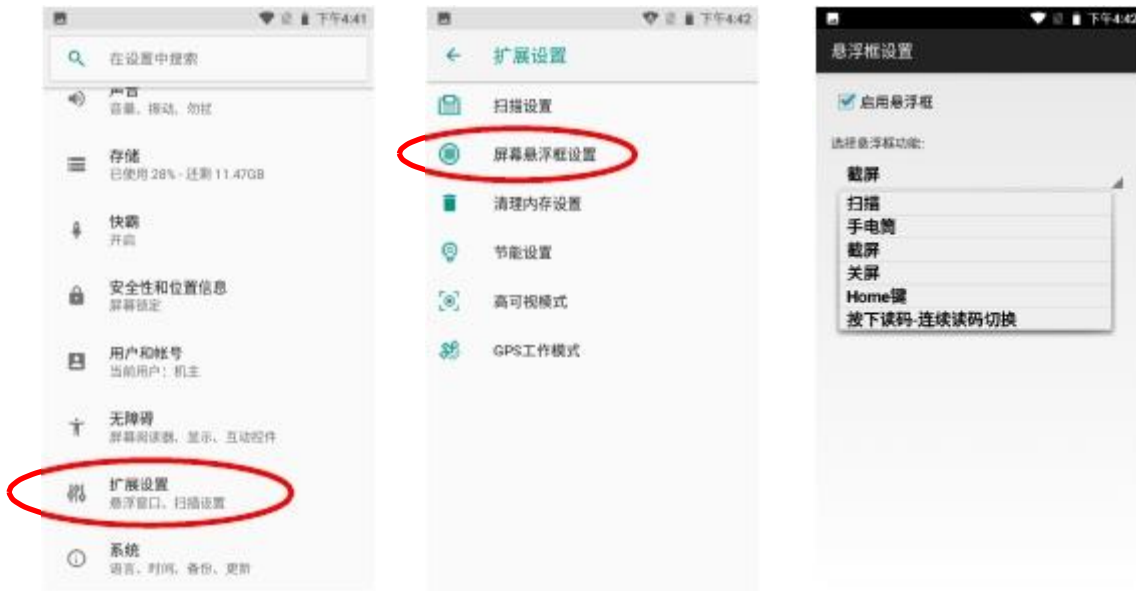 下午4:41
在设置中搜索
声音
音量、振动、勿扰
存储
已使用 28% - 还剩 11.47GB
快霸
开启
安全性和位置信息
屏幕锁定
用户和帐号
当前用户：机主
无障碍
屏幕阅读器、显示、互动控件
扩展设置
悬浮窗口、扫描设置
系统
语言、时间、备份、更新
下午4:42
扩展设置
扫描设置
屏幕悬浮框设置
清理内存设置
节能设置
高可视模式
GPS工作模式
下午4:42
悬浮框设置
启用悬浮框
选择悬浮框功能:
截屏
扫描
手电筒
截屏
关屏
Home键
按下读码-连续读码切换